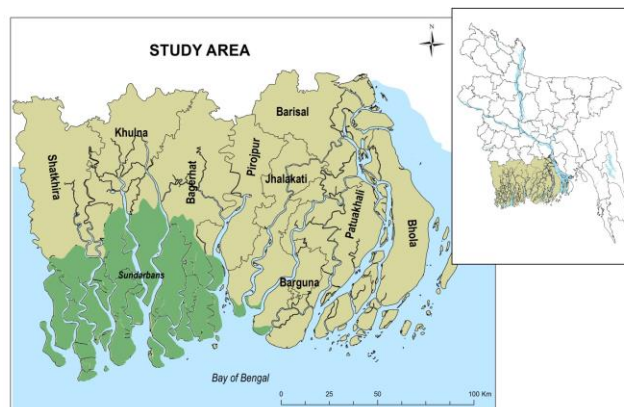 STUDY AREA
N
Barisal
Khulna
Shatkhira
Bagerhat
Pirojpur
Jhalakati
Patuakhali
Bhola
Sundarbans
Barguna
Bay of Bengal
0 25 50 100 Km